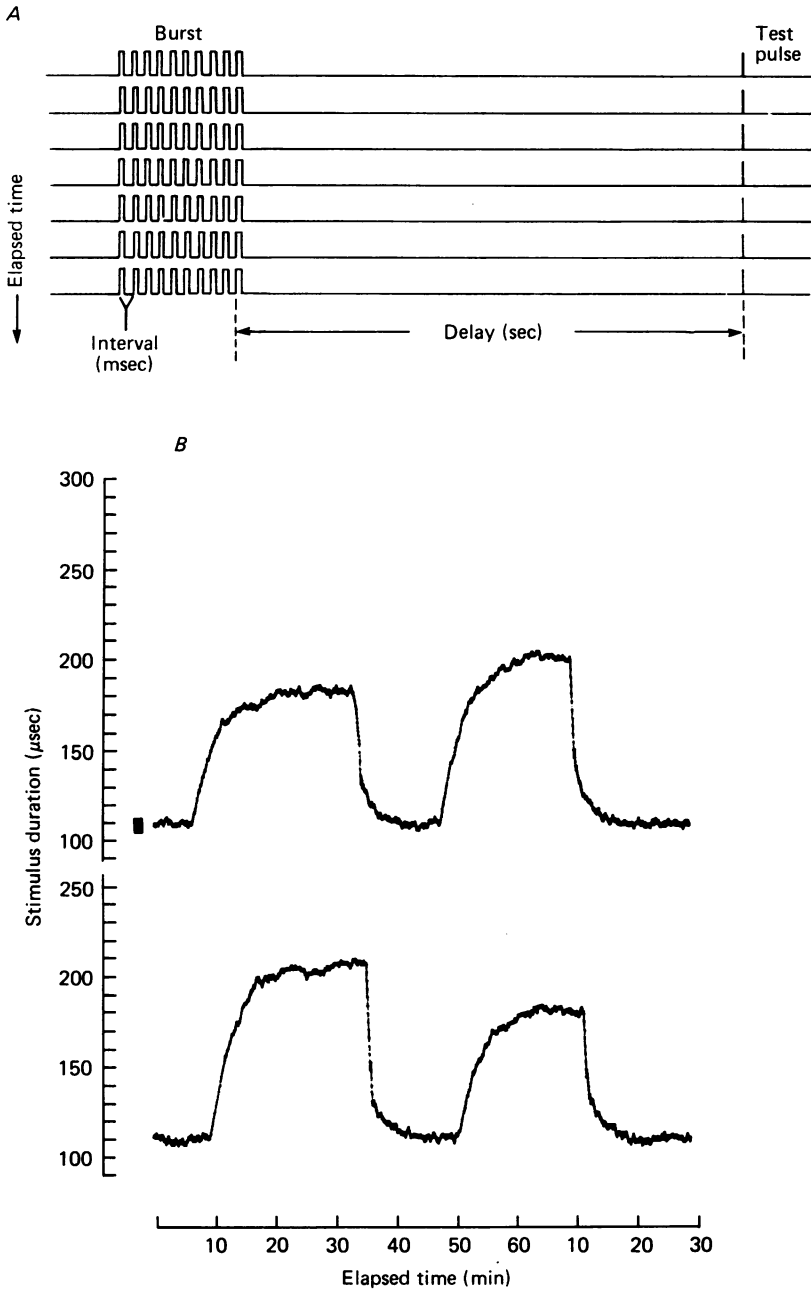 A
Burst
Test
pulse
Elapsed time
Interval
(msec)
Delay (sec)
B
300
250
200
150
100
250
200
150
100
Stimulus duration (μsec)
10 20 30 40 50 60 10 20 30
Elapsed time (min)